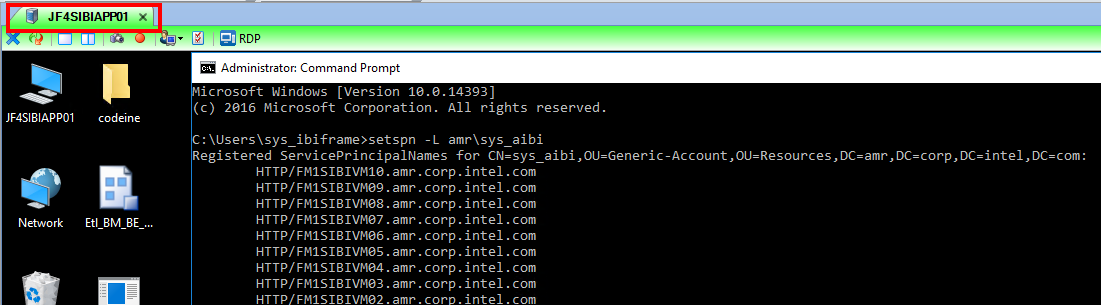 JF4SIBIAPP01
RDP
Administrator: Command Prompt
Microsoft Windows [Version 10.0.14393]
(c) 2016 Microsoft Corporation. All rights reserved.
JF4SIBIAPP01
codeine
C:\Users\sys_ibiframe>setspn -L amr\sys_aibi
Registered ServicePrincipalNames for CN=sys_aibi,OU=Generic-Account,OU=Resources,DC=amr,DC=corp,DC=intel,DC=com:
HTTP/FM1SIBIVM10.amr.corp.intel.com
HTTP/FM1SIBIVM09.amr.corp.intel.com
HTTP/FM1SIBIVM08.amr.corp.intel.com
HTTP/FM1SIBIVM07.amr.corp.intel.com
Network
Etl_BM_BE_...
HTTP/FM1SIBIVM06.amr.corp.intel.com
HTTP/FM1SIBIVM05.amr.corp.intel.com
HTTP/FM1SIBIVM04.amr.corp.intel.com
HTTP/FM1SIBIVM03.amr.corp.intel.com
HTTP/FM1SIBIVM02.amr.corp.intel.com